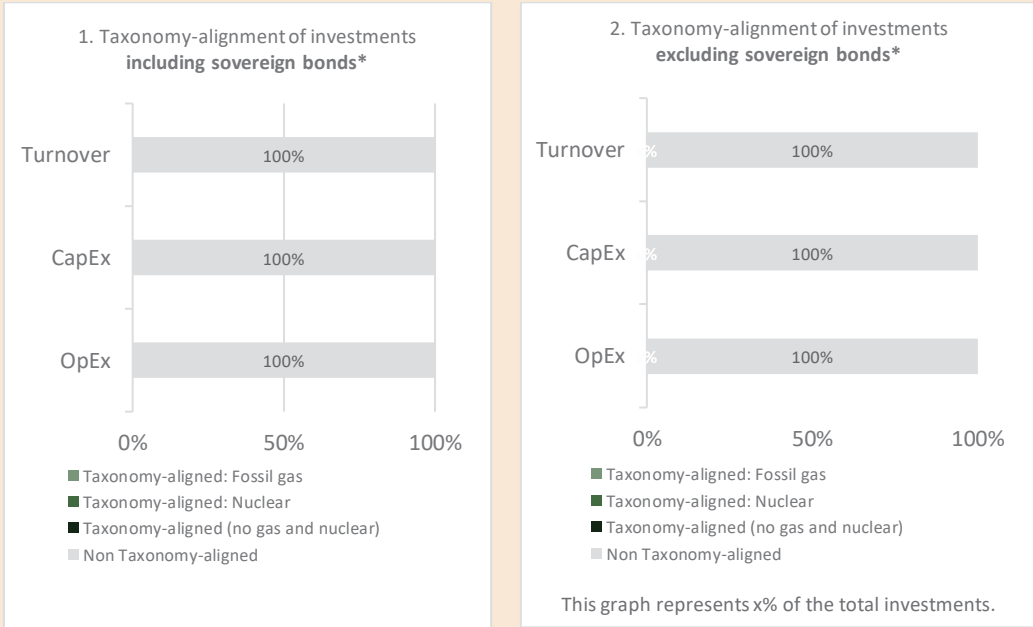 1. Taxonomy-alignment of investments
including sovereign bonds*
Turnover
100%
CapEx
100%
OpEx
100%
0% 50% 100%
Taxonomy-aligned: Fossil gas
Taxonomy-aligned: Nuclear
Taxonomy-aligned (no gas and nuclear)
Non Taxonomy-aligned
2. Taxonomy-alignment of investments
excluding sovereign bonds*
Turnover
% 100%
CapEx
% 100%
OpEx
% 100%
0% 50% 100%
Taxonomy-aligned: Fossil gas
Taxonomy-aligned: Nuclear
Taxonomy-aligned (no gas and nuclear)
Non Taxonomy-aligned
This graph represents x% of the total investments.